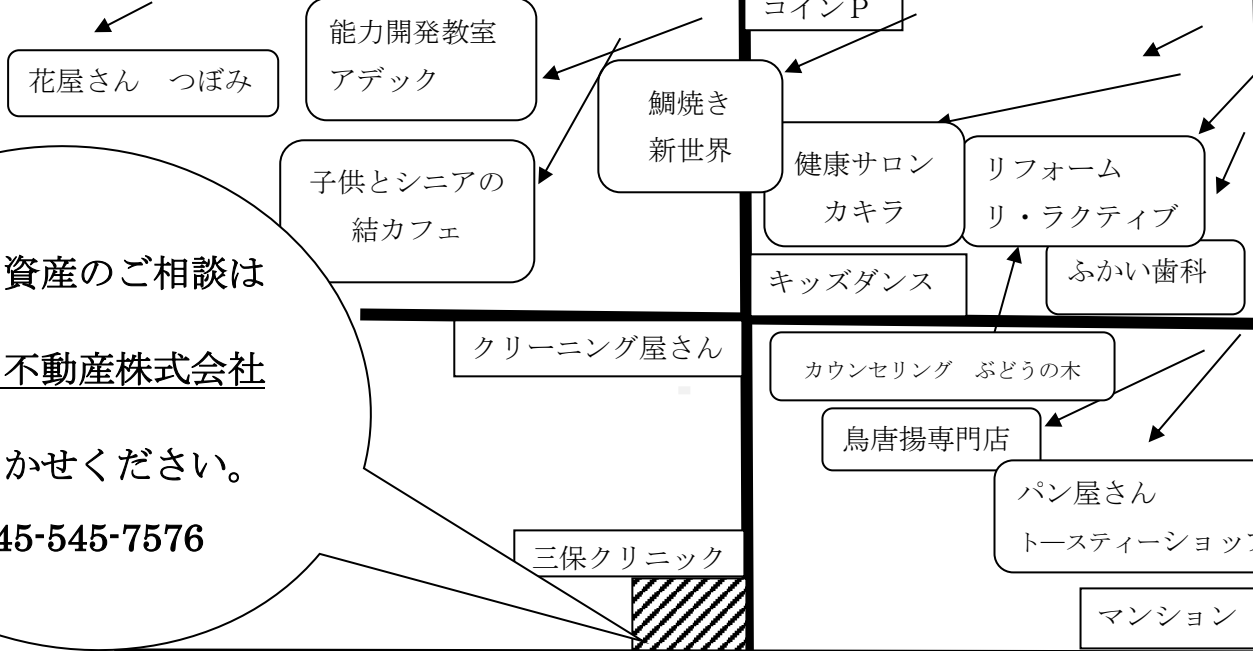 コインP
能力開発教室
アデック
花屋さん　つぼみ
鯛焼き
新世界
健康サロン
カキラ
リフォーム
リ・ラクティブ
子供とシニアの
結カフェ
ふかい歯科
キッズダンス
資産のご相談は
不動産株式会社
かせください。
45-545-7576
クリーニング屋さん
カウンセリング　ぶどうの木
鳥唐揚専門店
パン屋さん
トースティーショッ
三保クリニック
マンション